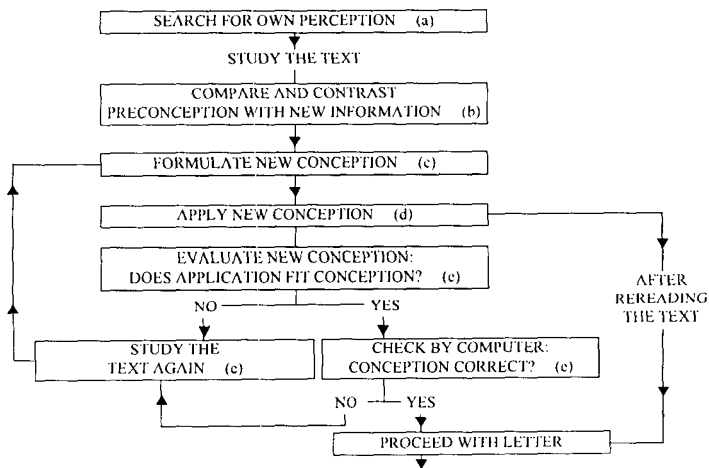 SEARCH FOR OWN PERCEPTION (a)
STUDY THE TEXT
COMPARE AND CONTRAST
PRECONCEPTION WITH NEW INFORMATION (b)
FORMULATE NEW CONCEPTION (c)
APPLY NEW CONCEPTION (d)
EVALUATE NEW CONCEPTION:
DOES APPLICATION FIT CONCEPTION? (e)
AFTER
REREADING
THE TEXT
NO YES
STUDY THE
TEXT AGAIN (e)
CHECK BY COMPUTER:
CONCEPTION CORRECT? (e)
NO YES
PROCEED WITH LETTER